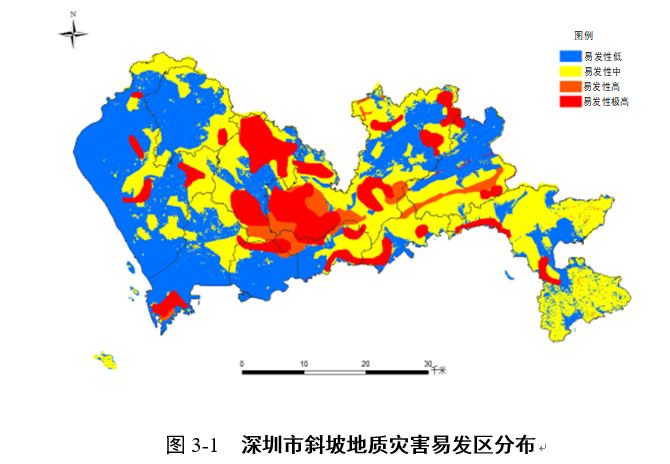 N
图例
易发性低
易发性中
易发性高
易发性极高
0 10 20 30
千米
图 3-1 深圳市斜坡地质灾害易发区分布